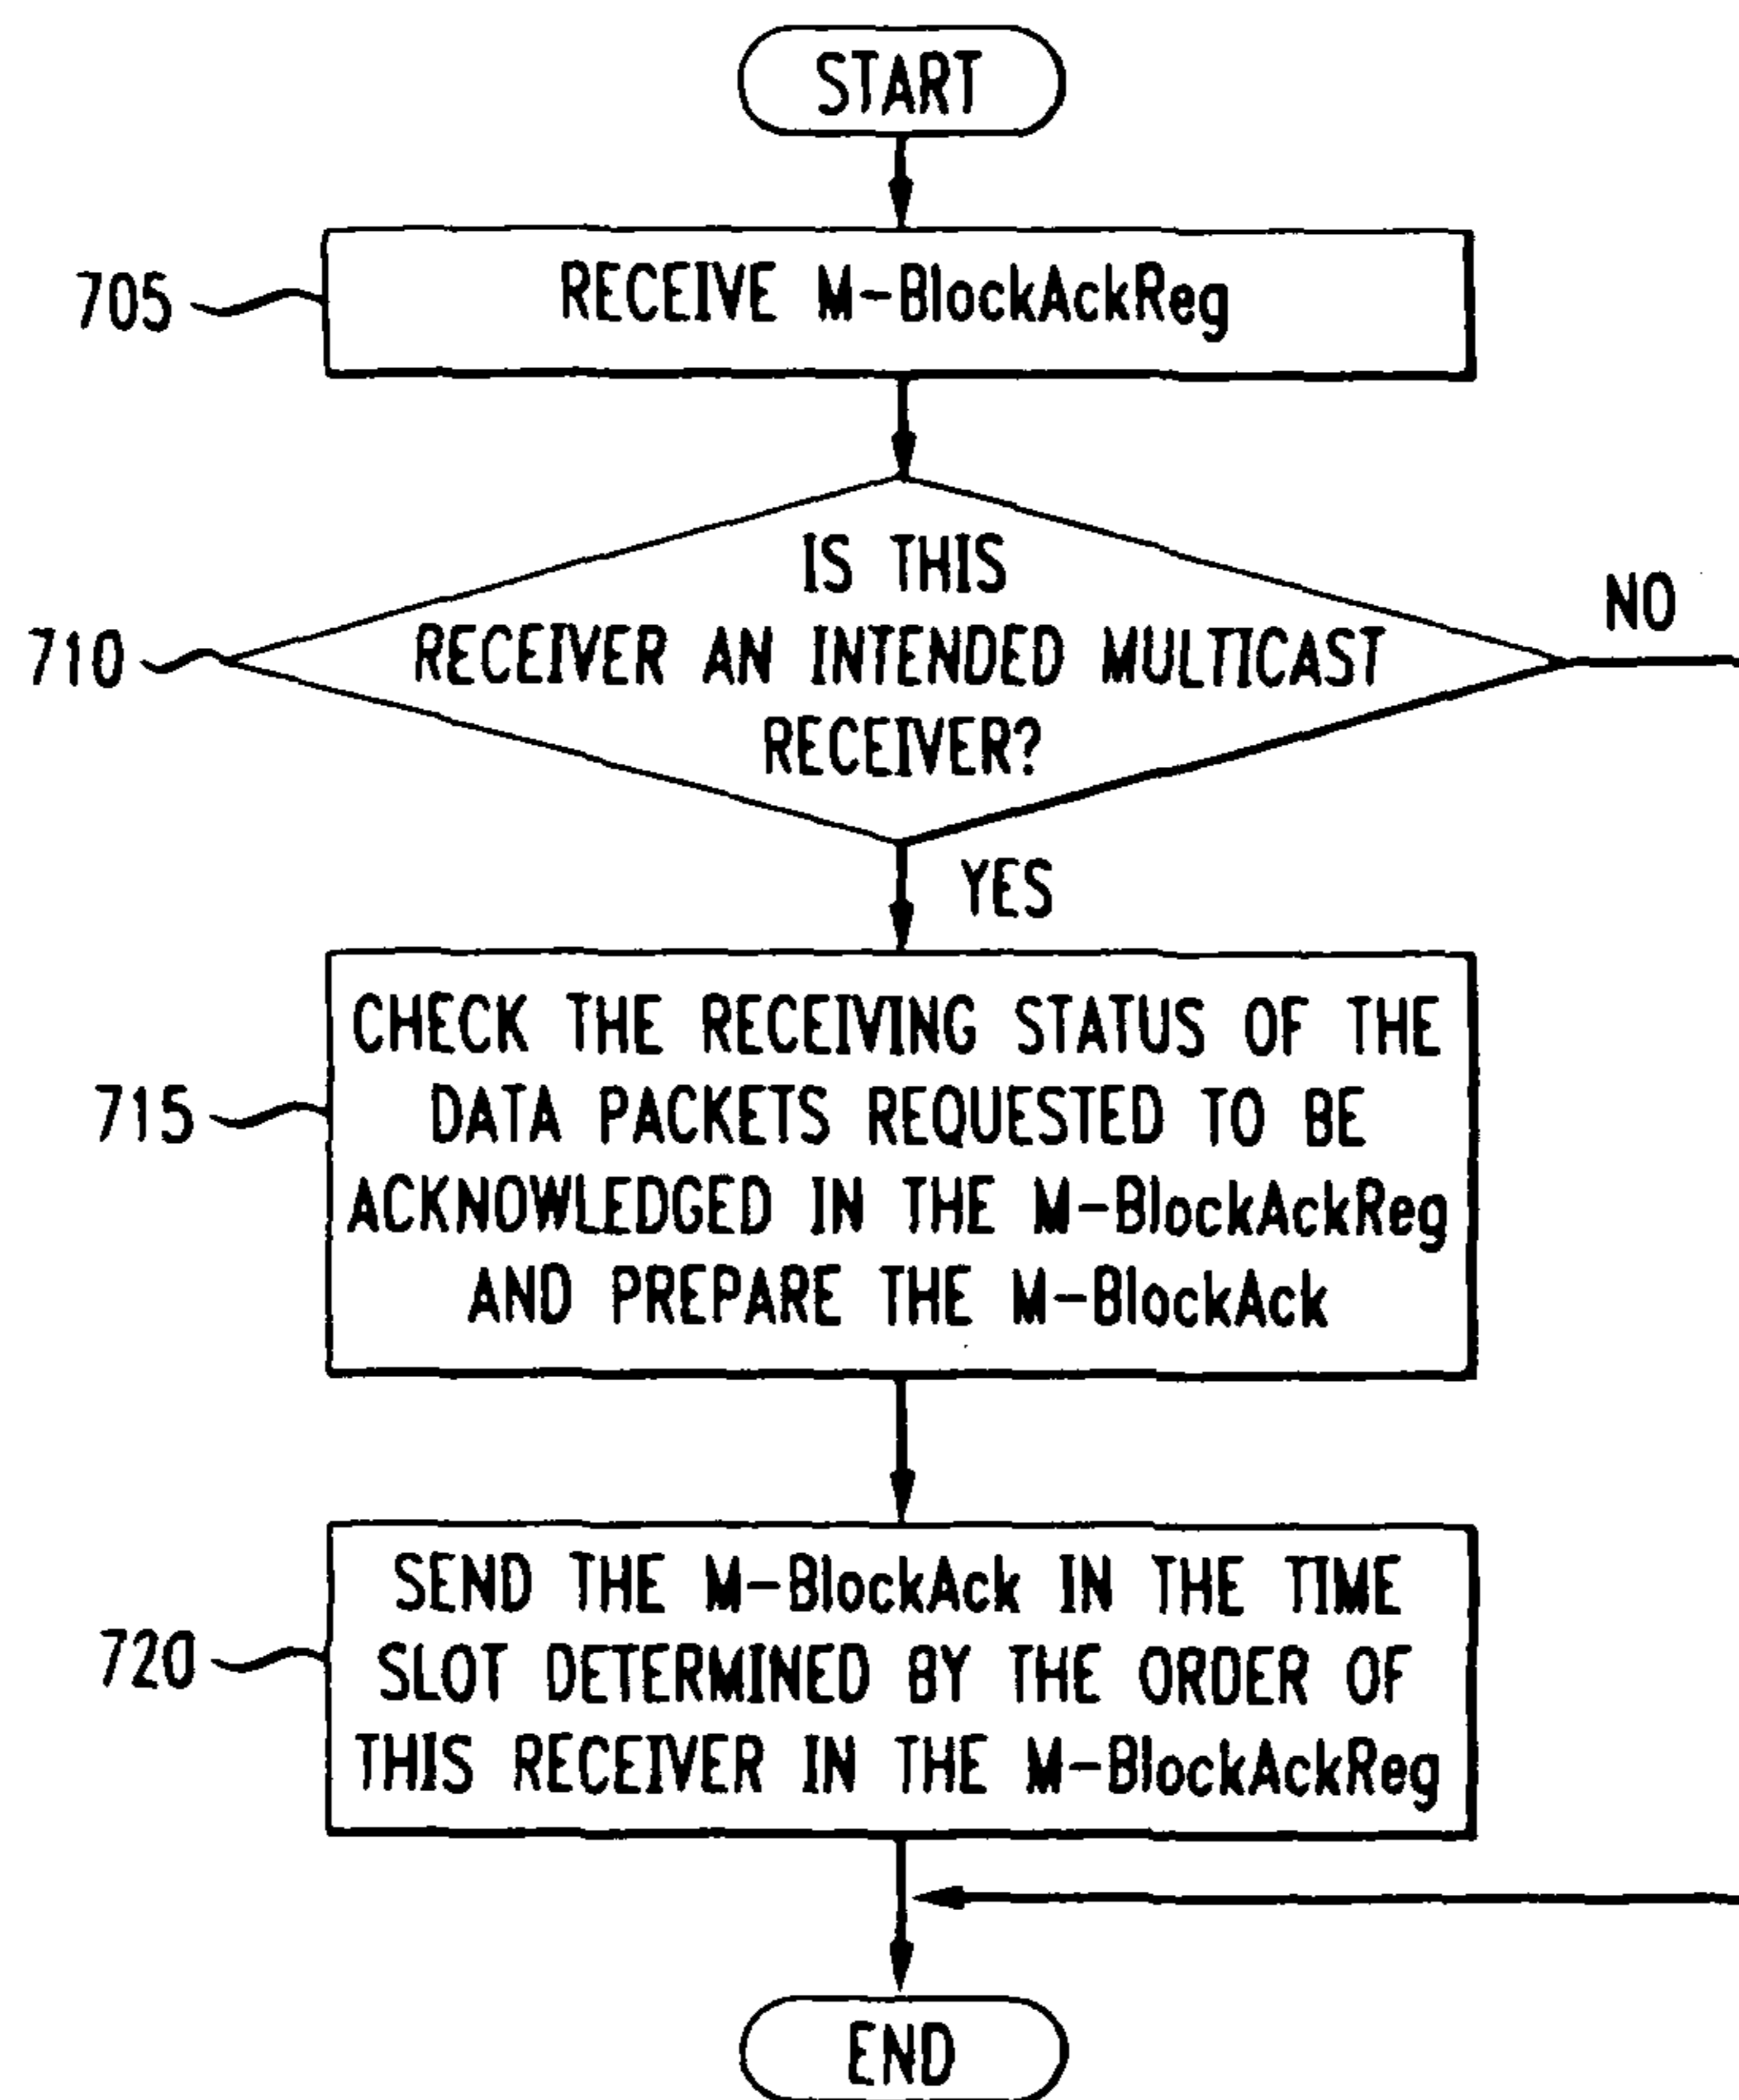 START
705
RECEIVE M-BlockAckReg
IS THIS
710
RECEIVER AN INTENDED MULTICAST
RECEIVER?
NO
YES
715
CHECK THE RECEIVING STATUS OF THE
DATA PACKETS REQUESTED TO BE
ACKNOWLEDGED IN THE M-BlockAckReg
AND PREPARE THE M-BlockAck
720
SEND THE M-BlockAck IN THE TIME
SLOT DETERMINED BY THE ORDER OF
THIS RECEIVER IN THE M-BlockAckReg
END